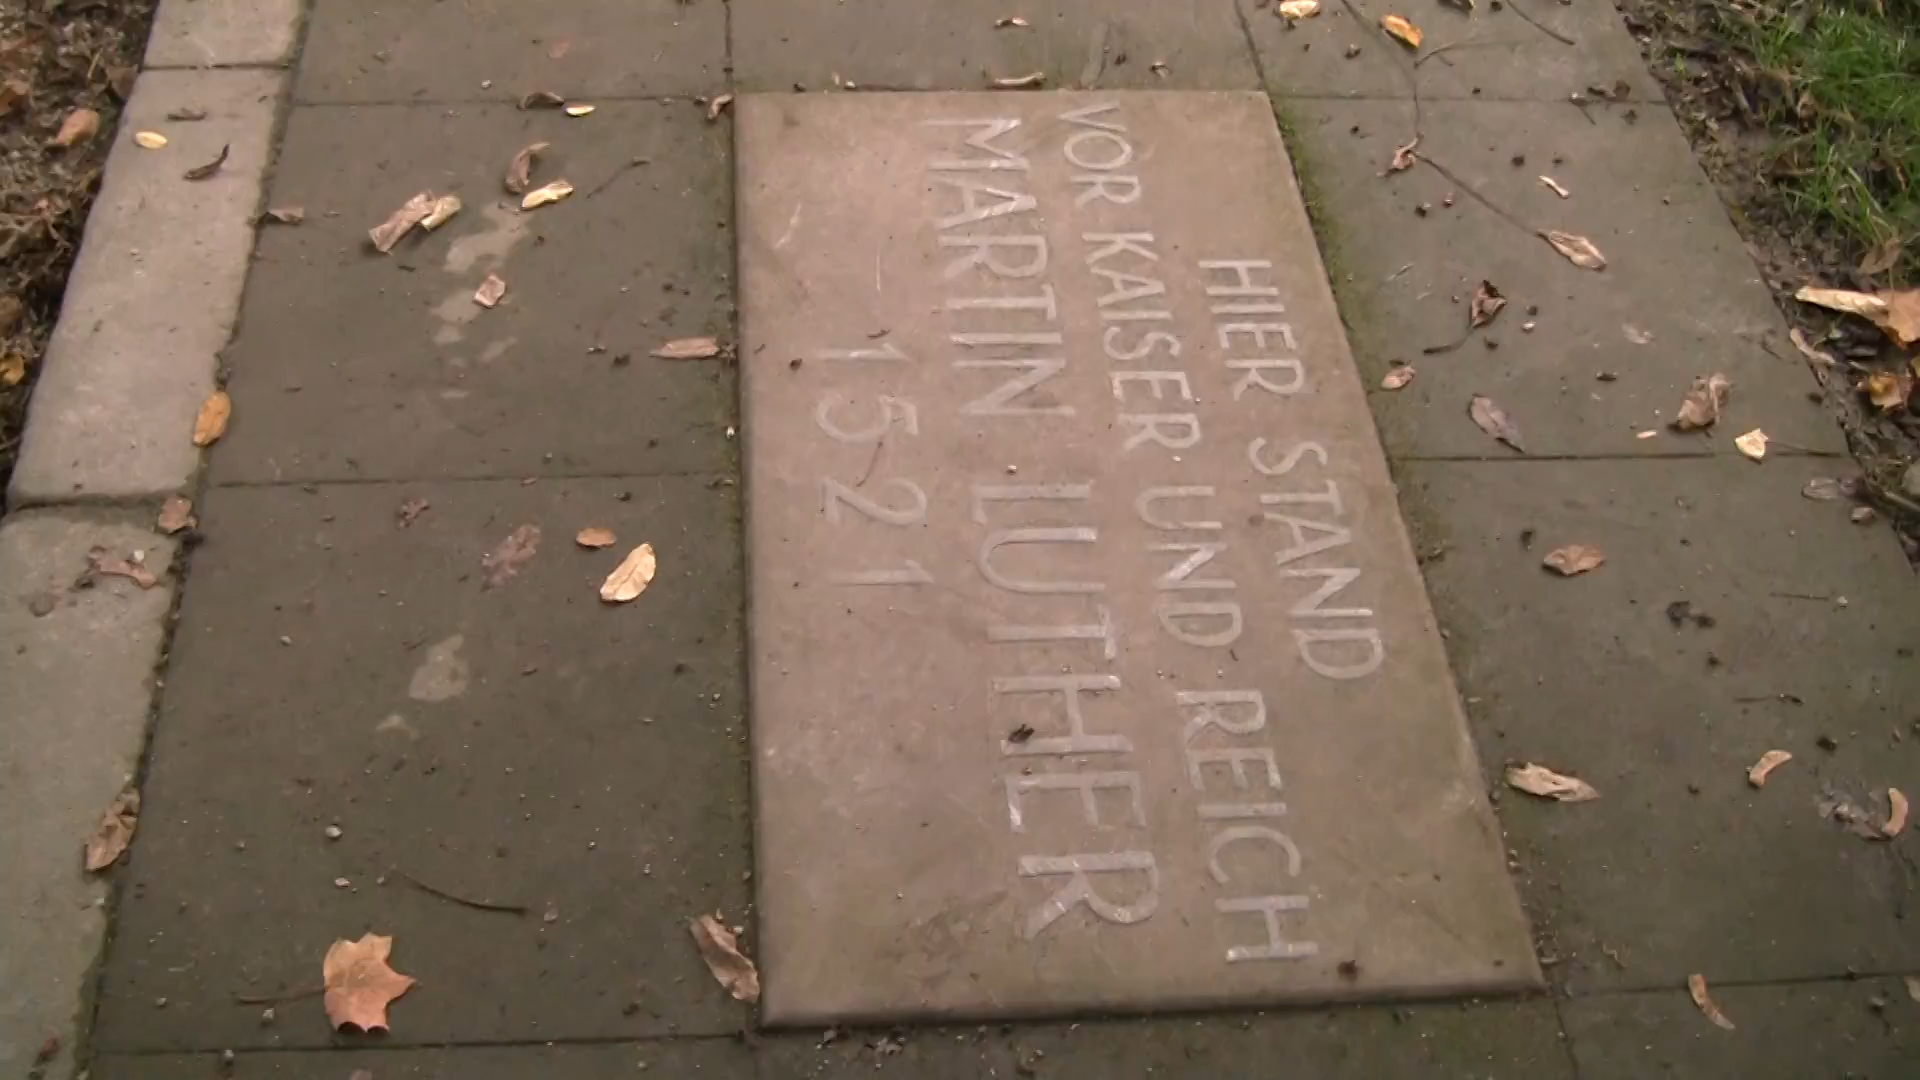 HIER STAND
VOR KAISER UND REICH
MARTIN LUTHER
1521